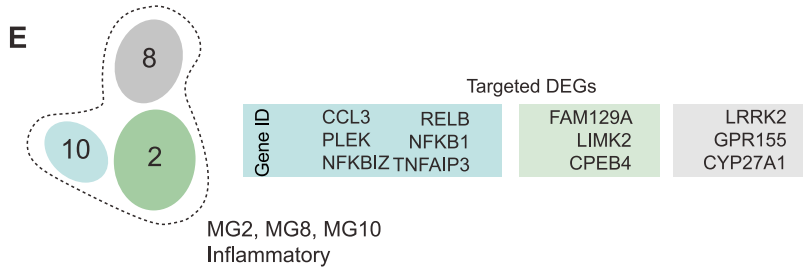 E
8
10
2
MG2, MG8, MG10
Inflammatory
Targeted DEGs
Gene ID
CCL3 RELB FAM129A LRRK2
PLEK NFKB1 LIMK2 GPR155
NFKBIZ TNFAIP3 CPEB4 CYP27A1